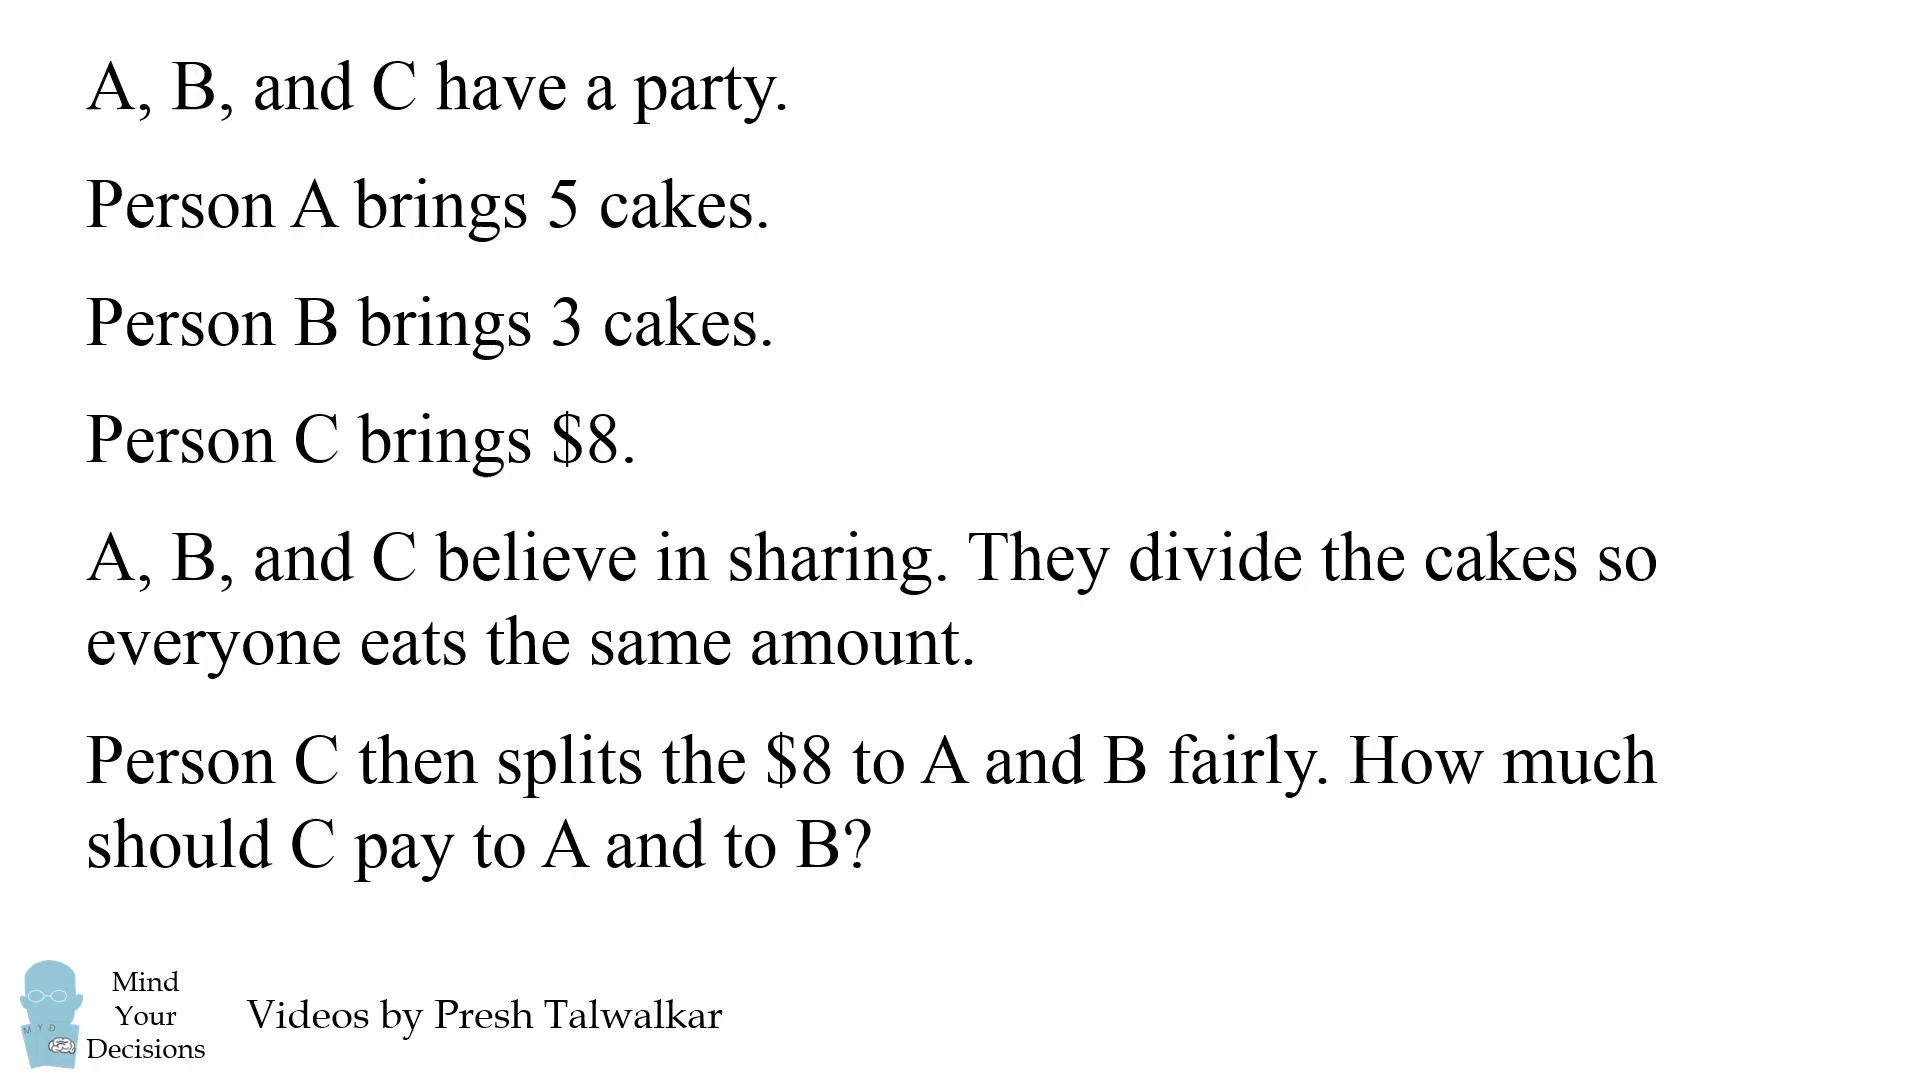 A, B, and C have a party.
Person A brings 5 cakes.
Person B brings 3 cakes.
Person C brings $8.
A, B, and C believe in sharing. They divide the cakes so
everyone eats the same amount.
Person C then splits the $8 to A and B fairly. How much
should C pay to A and to B?
M Y D
Mind
Your
Decisions
Videos by Presh Talwalkar